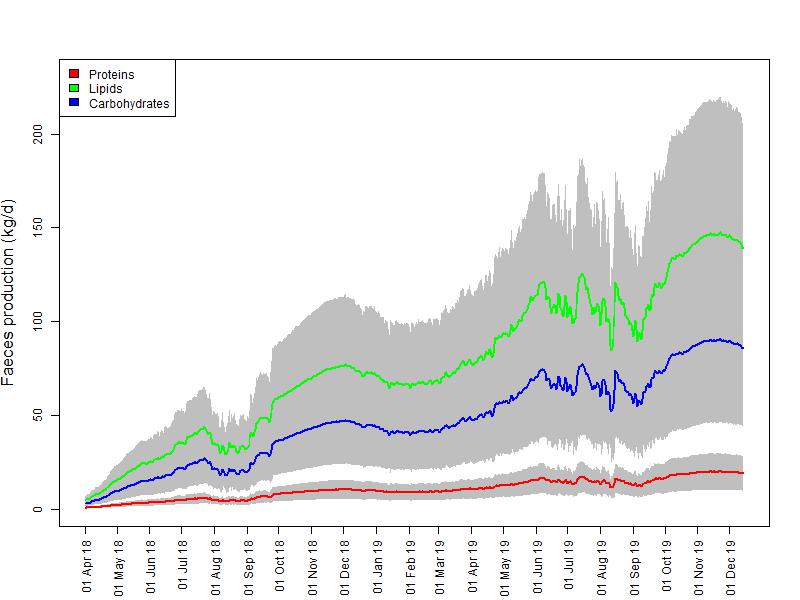 Proteins
Lipids
Carbohydrates
Faeces production (kg/d)
200
150
100
50
0
01 Apr 18
01 May 18
01 Jun 18
01 Jul 18
01 Aug 18
01 Sep 18
01 Oct 18
01 Nov 18
01 Dec 18
01 Jan 19
01 Feb 19
01 Mar 19
01 Apr 19
01 May 19
01 Jun 19
01 Jul 19
01 Aug 19
01 Sep 19
01 Oct 19
01 Nov 19
01 Dec 19